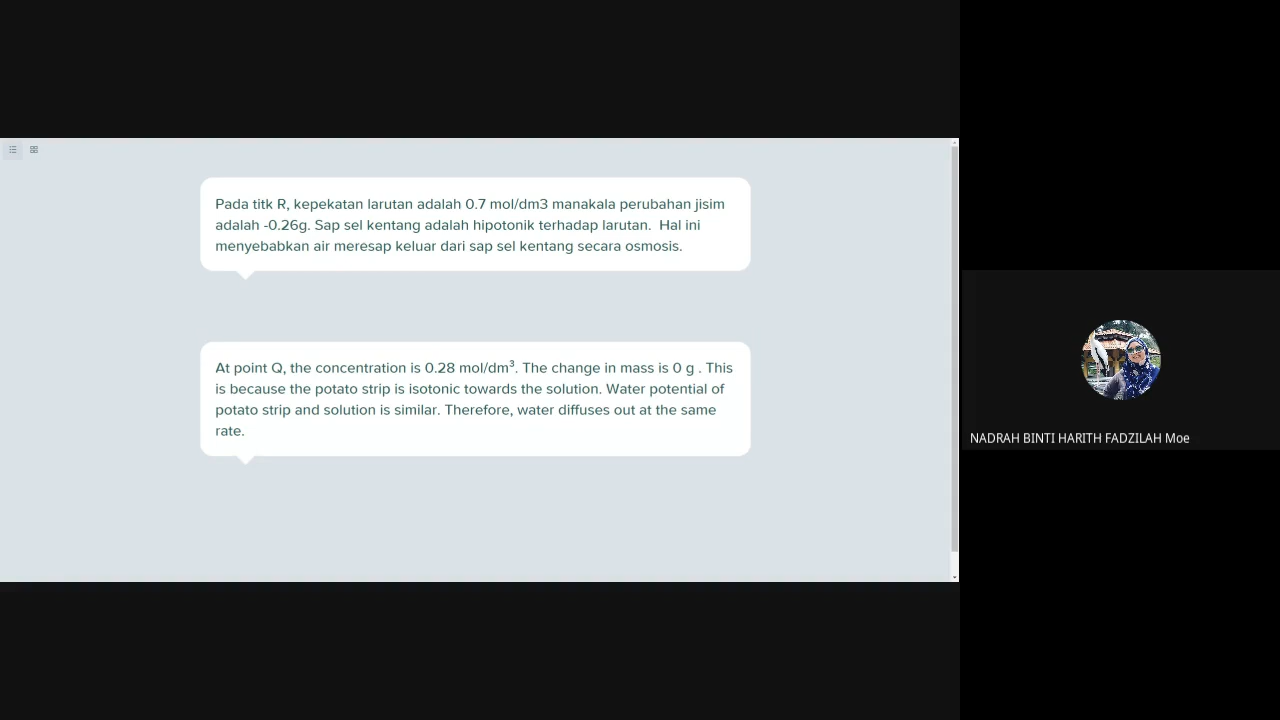 Pada titk R, kepekatan larutan adalah 0.7 mol/dm3 manakala perubahan jisim
adalah -0.26g. Sap sel kentang adalah hipotonik terhadap larutan.  Hal ini
menyebabkan air meresap keluar dari sap sel kentang secara osmosis.
At point Q, the concentration is 0.28 mol/dm³. The change in mass is 0 g . This
is because the potato strip is isotonic towards the solution. Water potential of
potato strip and solution is similar. Therefore, water diffuses out at the same
rate.
NADRAH BINTI HARITH FADZILAH Moe